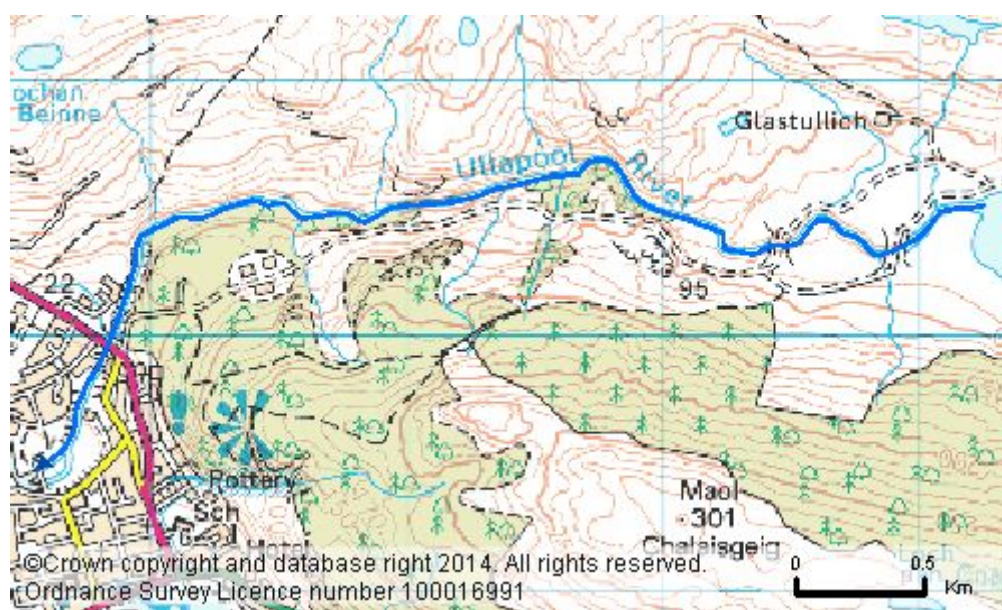 ochan
Beinne
Ullapool
River
Glastullich
22
95
Pottery
Sch
Hotel
Maol
301
Chalaisgeig
0 0.5
Km
©Crown copyright and database right 2014. All rights reserved.
Ordnance Survey Licence number 100016991